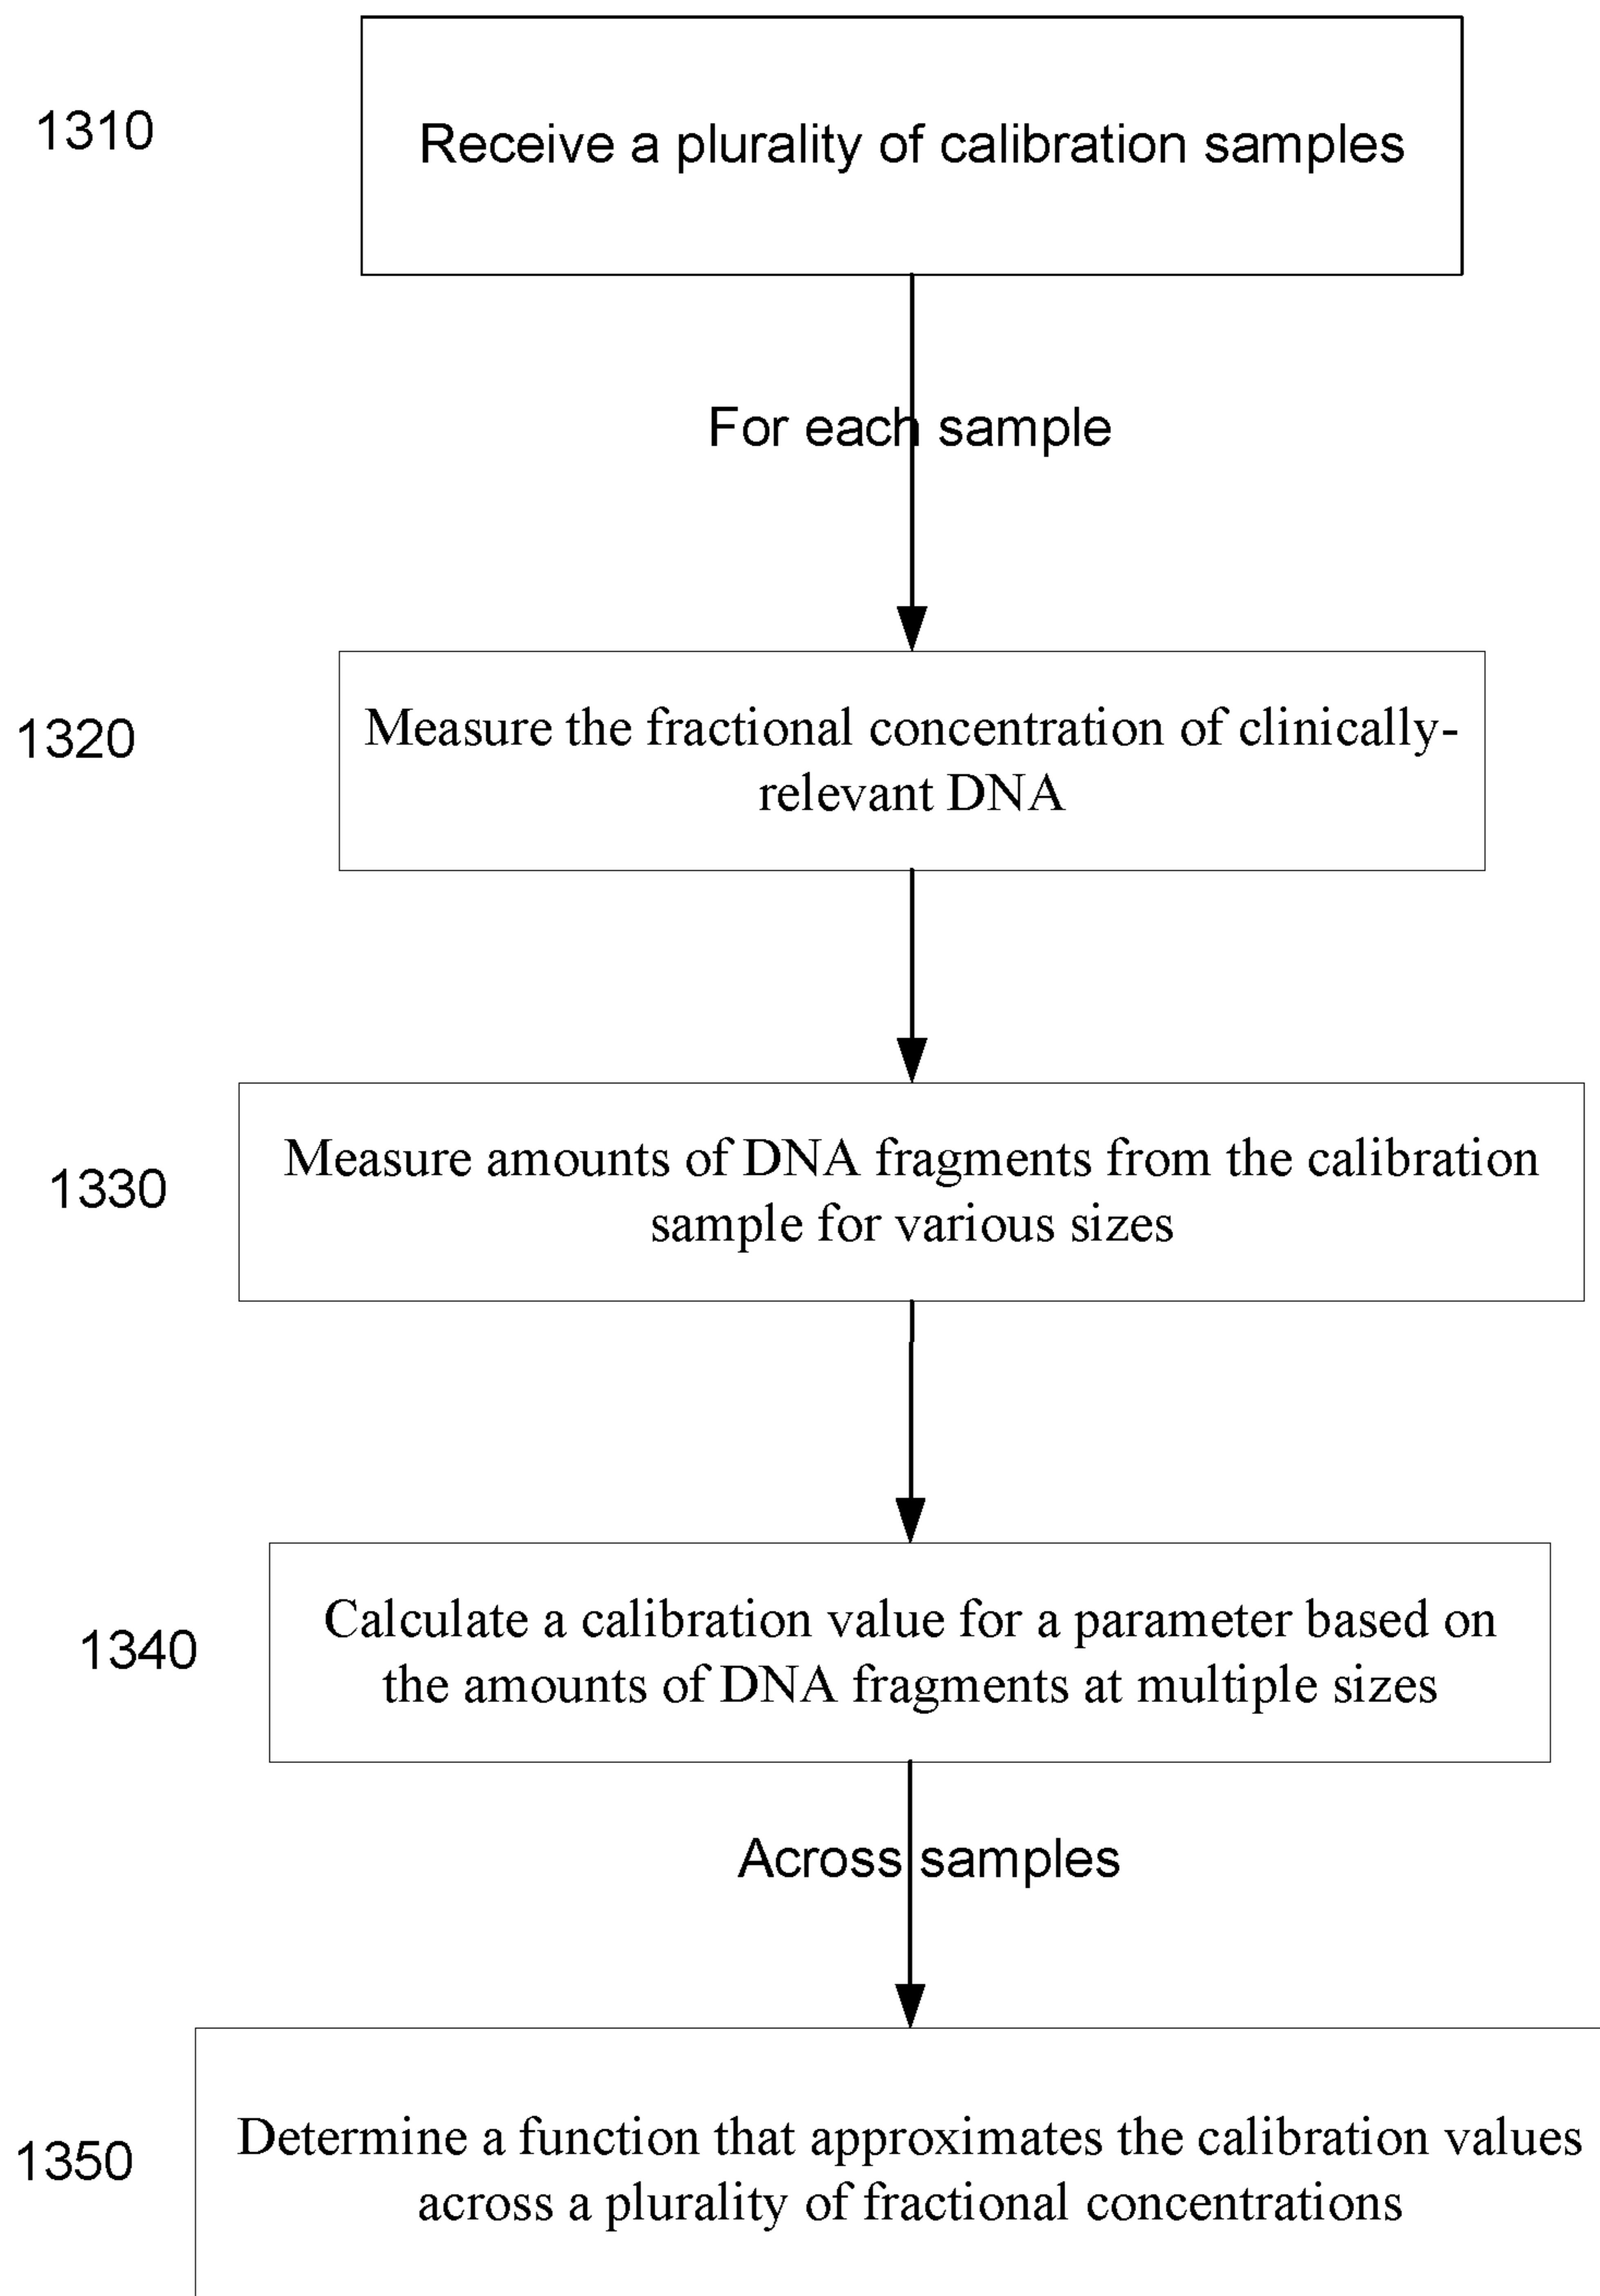 1310
Receive a plurality of calibration samples
For each sample
1320
Measure the fractional concentration of clinically-
relevant DNA
1330
Measure amounts of DNA fragments from the calibration
sample for various sizes
1340
Calculate a calibration value for a parameter based on
the amounts of DNA fragments at multiple sizes
Across samples
1350
Determine a function that approximates the calibration values
across a plurality of fractional concentrations